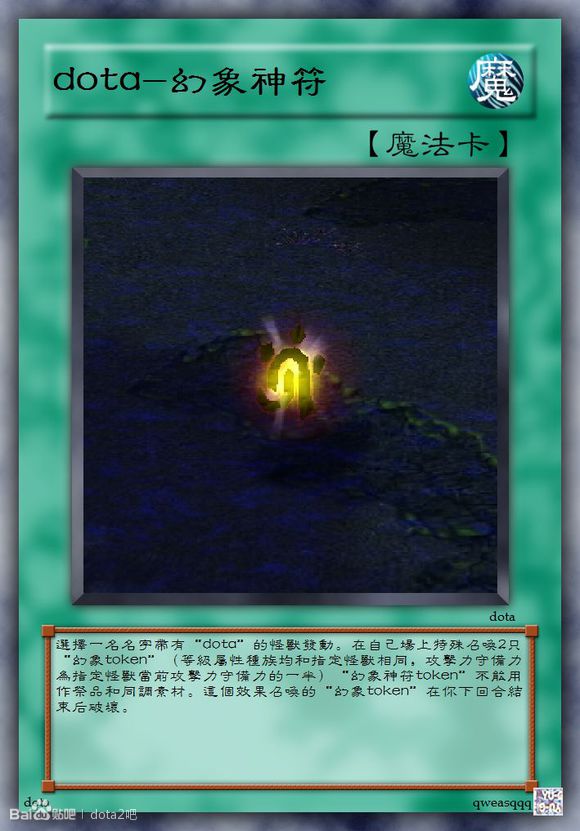 dota-幻象神符
魔
【魔法卡】
dota
選擇一名名字帶有“dota”的怪獸發動。在自己場上特殊召喚2只
“幻象token”（等級屬性種族均和指定怪獸相同，攻擊力守備力
為指定怪獸當前攻擊力守備力的一半）“幻象神符token”不能用
作祭品和同調素材。這個效果召喚的“幻象token”在你下回合結
束后破壞。
dota
qweasqqq
Bai 贴吧 | dota2吧